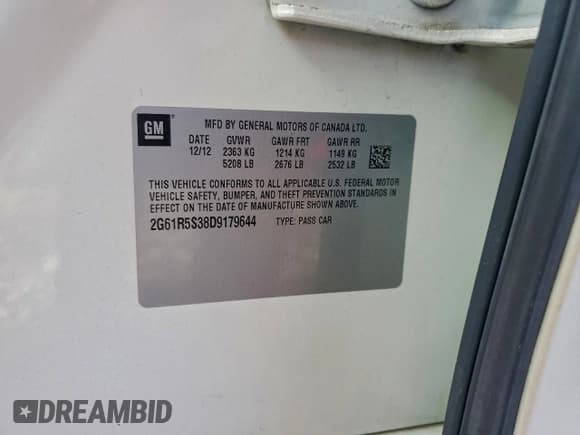 GM
MFD BY GENERAL MOTORS OF CANADA LTD.
DATE GVWR GAWR FRT GAWR RR
12/12 2363 KG 1214 KG 1149 KG
5208 LB 2676 LB 2532 LB
THIS VEHICLE CONFORMS TO ALL APPLICABLE U.S. FEDERAL MOTOR
VEHICLE SAFETY, BUMPER, AND THEFT PREVENTION STANDARDS IN
EFFECT ON THE DATE OF MANUFACTURE SHOWN ABOVE.
2G61R5S38D9179644 TYPE: PASS CAR
DREAMBID